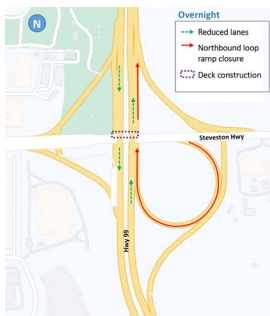 Overnight
N
Reduced lanes
Northbound loop
ramp closure
Deck construction
Steveston Hwy
Hwy 99